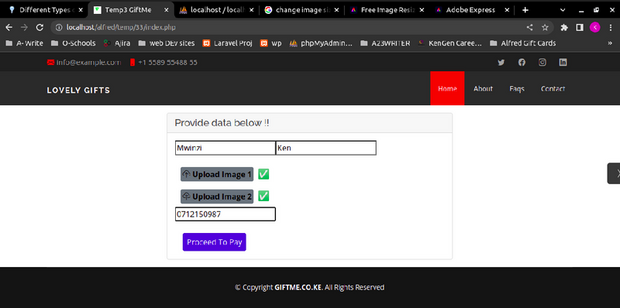 Different Types
Temp3 GiftMe
localhost / locall
change image si
Free Image Resi
Adobe Express
localhost/alfred/temp/33/index.php
A- Write
O-Schools
Ajira
web DEV sites
Laravel Proj
wp
phpMyAdmin...
A23WRITER
KenGen Caree...
Alfred Gift Cards
»
info@example.com
+1 5589 55488 55
LOVELY GIFTS
Home
About
Faqs
Contact
Provide data below !!
Mwinzi
Ken
Upload Image 1
Upload Image 2
0712150987
Proceed To Pay
© Copyright GIFTME.CO.KE. All Rights Reserved